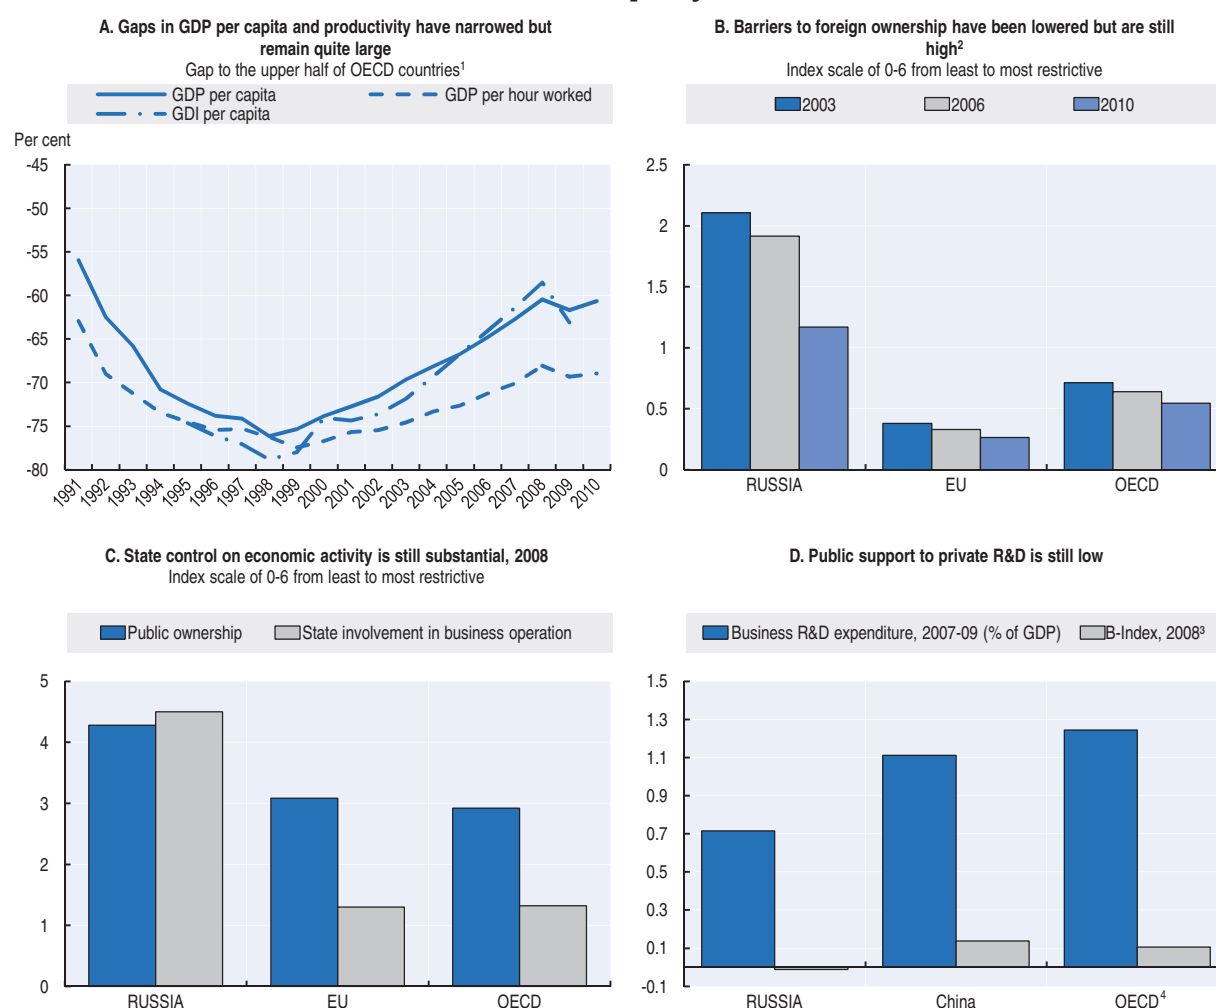 A. Gaps in GDP per capita and productivity have narrowed but
remain quite large
Gap to the upper half of OECD countries¹
GDP per capita
GDP per hour worked
GDI per capita
Per cent
-45
-50
-55
-60
-65
-70
-75
-80
1991
1992
1993
1994
1995
1996
1997
1998
1999
2000
2001
2002
2003
2004
2005
2006
2007
2008
2009
2010
B. Barriers to foreign ownership have been lowered but are still
high²
Index scale of 0-6 from least to most restrictive
2003
2006
2010
2.5
2
1.5
1
0.5
0
RUSSIA
EU
OECD
C. State control on economic activity is still substantial, 2008
Index scale of 0-6 from least to most restrictive
Public ownership
State involvement in business operation
5
4
3
2
1
0
RUSSIA
EU
OECD
D. Public support to private R&D is still low
Business R&D expenditure, 2007-09 (% of GDP)
B-Index, 2008³
1.5
1.3
1.1
0.9
0.7
0.5
0.3
0.1
-0.1
RUSSIA
China
OECD⁴